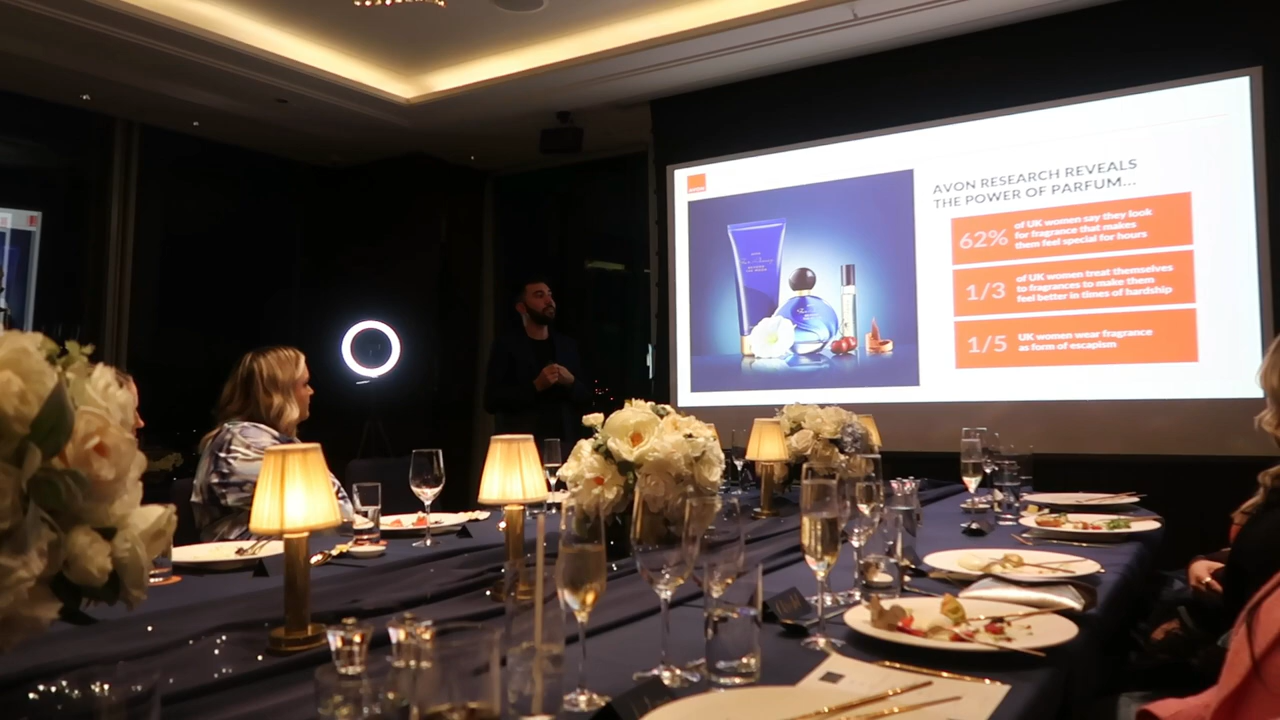 AVON
AVON RESEARCH REVEALS
THE POWER OF PARFUM...
62%
of UK women say they look
for fragrance that makes
them feel special for hours
1/3
of UK women treat themselves
to fragrances to make them
feel better in times of hardship
1/5
UK women wear fragrance
as form of escapism